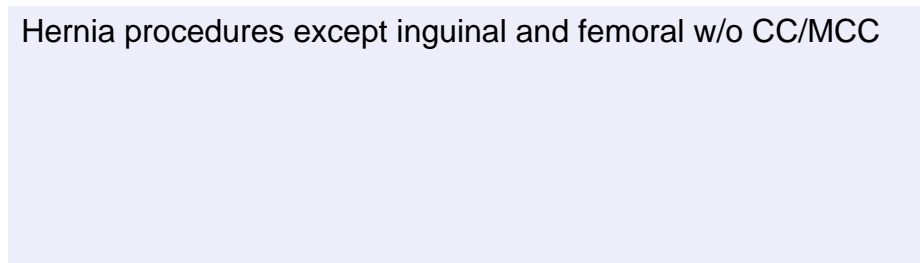 Hernia procedures except inguinal and femoral w/o CC/MCC